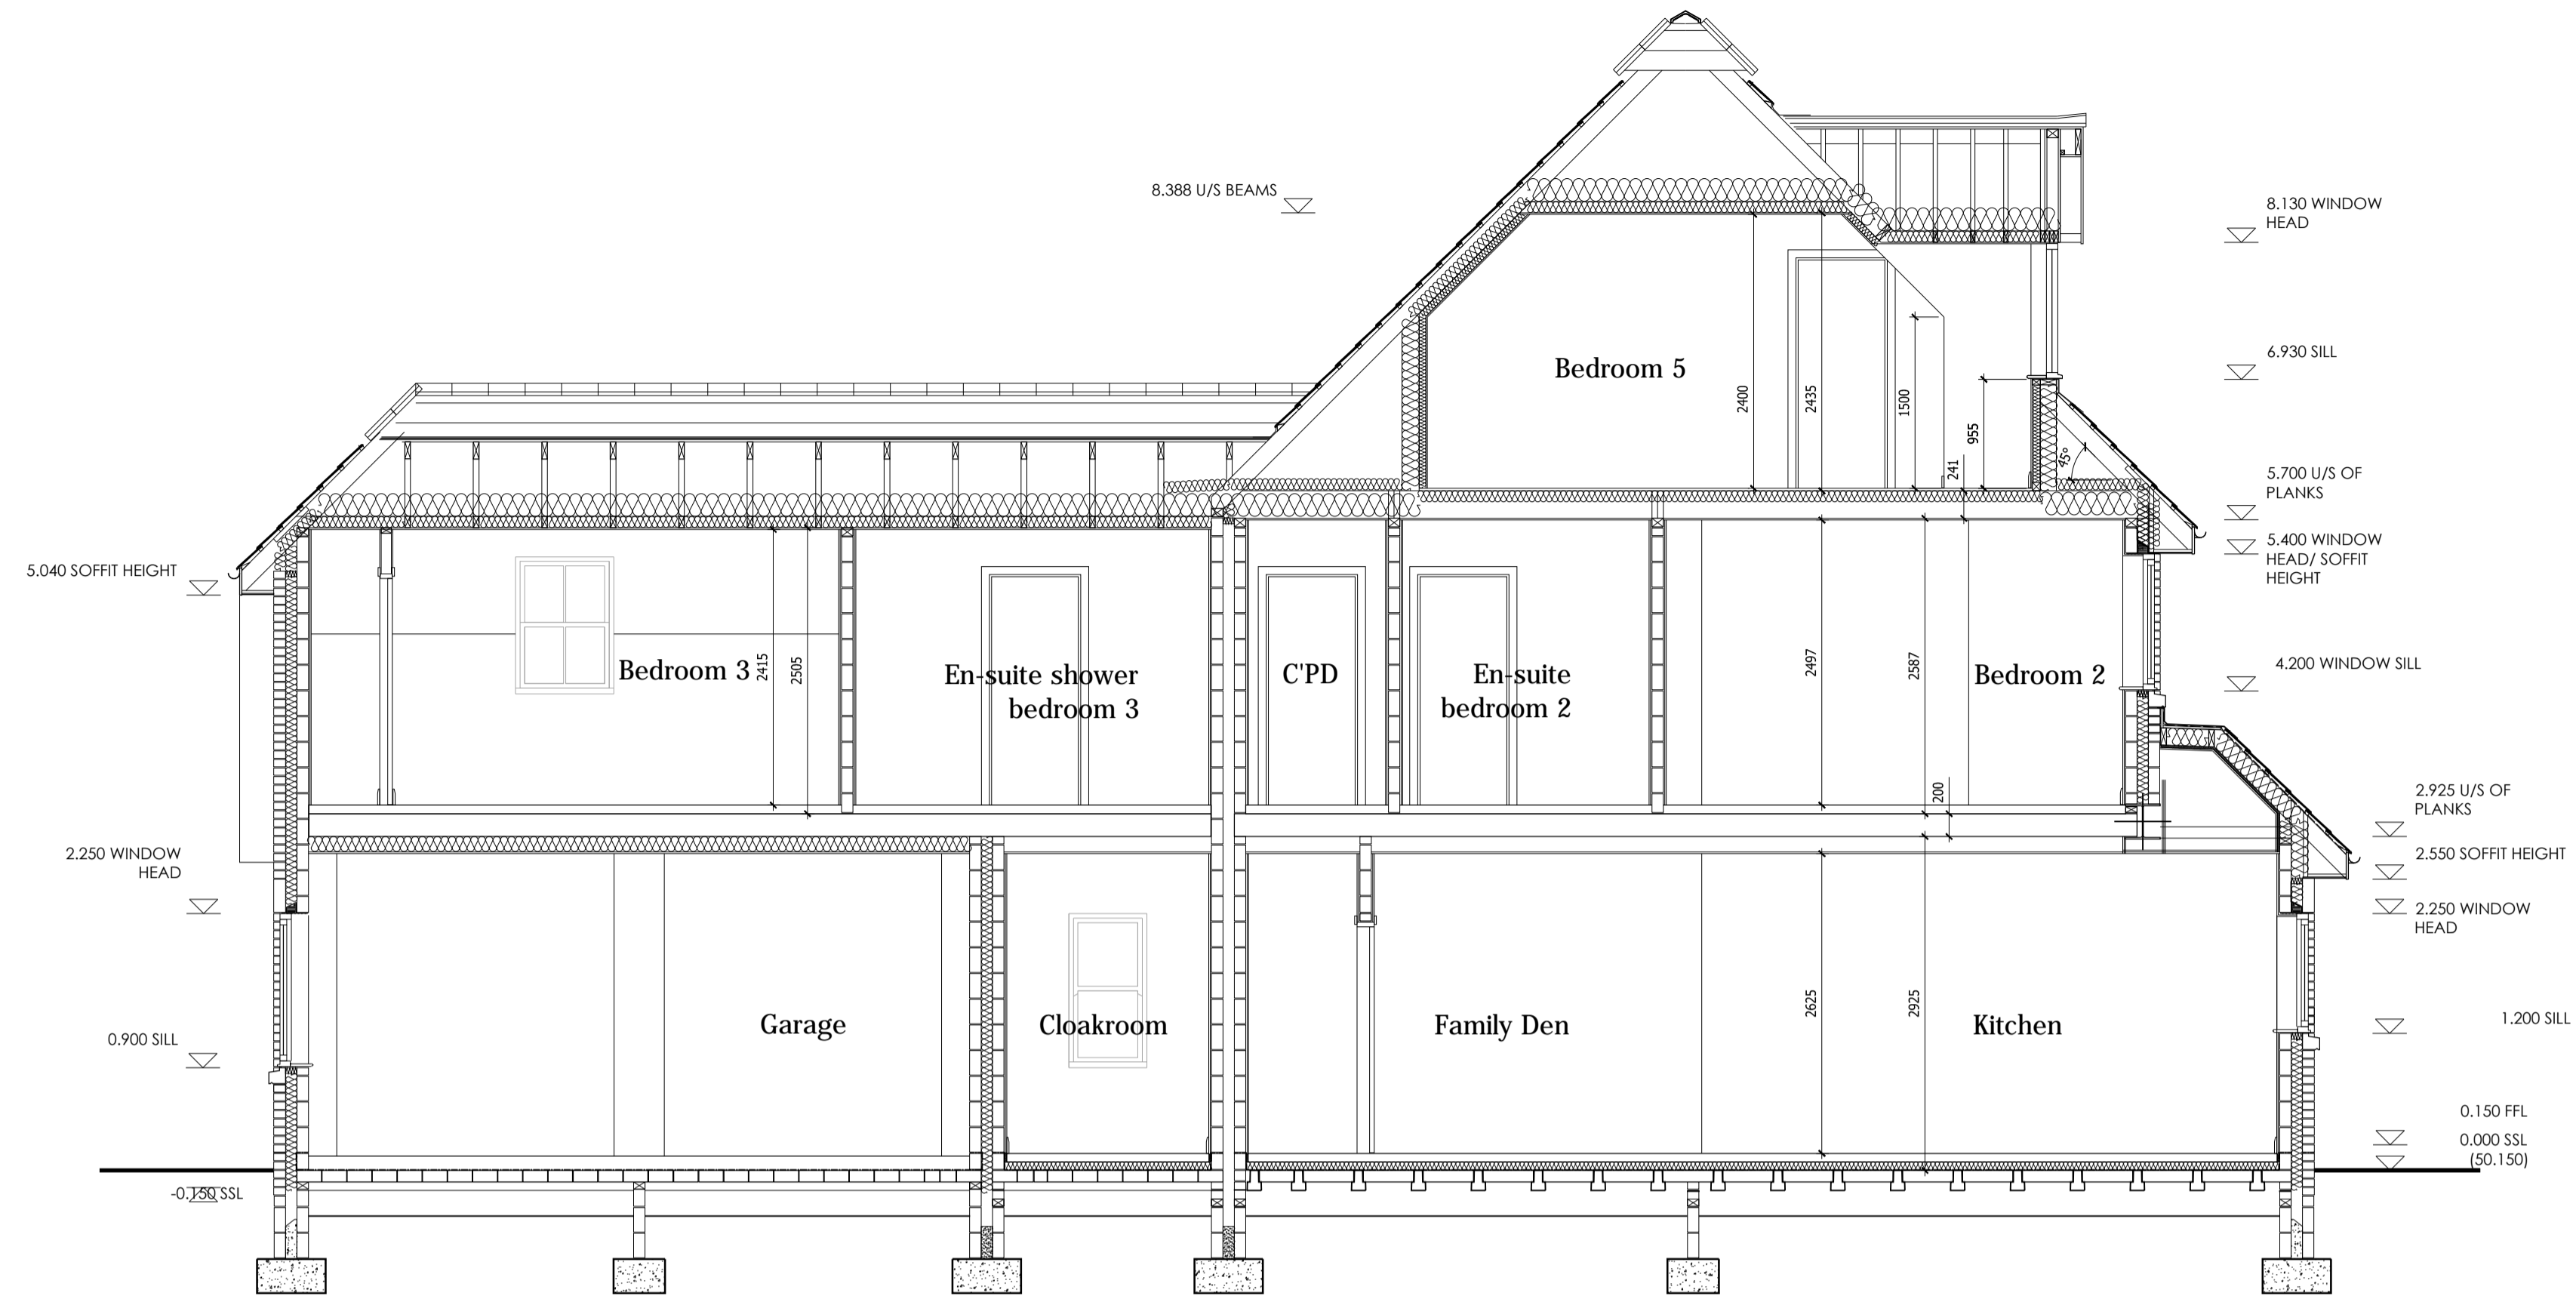 8.388 U/S BEAMS
8.130 WINDOW
HEAD
6.930 SILL
Bedroom 5
2400
2435
1500
955
241
45°
5.700 U/S OF
PLANKS
5.400 WINDOW
HEAD/ SOFFIT
HEIGHT
5.040 SOFFIT HEIGHT
4.200 WINDOW SILL
Bedroom 3
2415
2505
En-suite shower
bedroom 3
C'PD
En-suite
bedroom 2
2497
2587
Bedroom 2
200
2.925 U/S OF
PLANKS
2.250 WINDOW
HEAD
2.550 SOFFIT HEIGHT
2.250 WINDOW
HEAD
0.900 SILL
Garage
Cloakroom
Family Den
2625
2925
Kitchen
1.200 SILL
0.150 FFL
0.000 SSL
(50.150)
-0.150 SSL